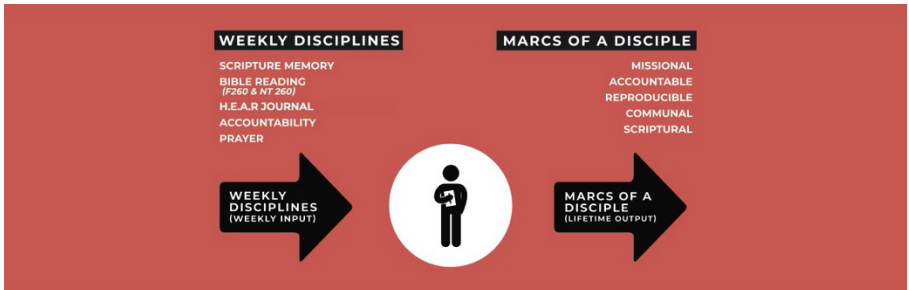 WEEKLY DISCIPLINES
SCRIPTURE MEMORY
BIBLE READING
(F260 & NT 260)
H.E.A.R JOURNAL
ACCOUNTABILITY
PRAYER
MARCS OF A DISCIPLE
MISSIONAL
ACCOUNTABLE
REPRODUCIBLE
COMMUNAL
SCRIPTURAL
WEEKLY
DISCIPLINES
(WEEKLY INPUT)
MARCS OF A
DISCIPLE
(LIFETIME OUTPUT)